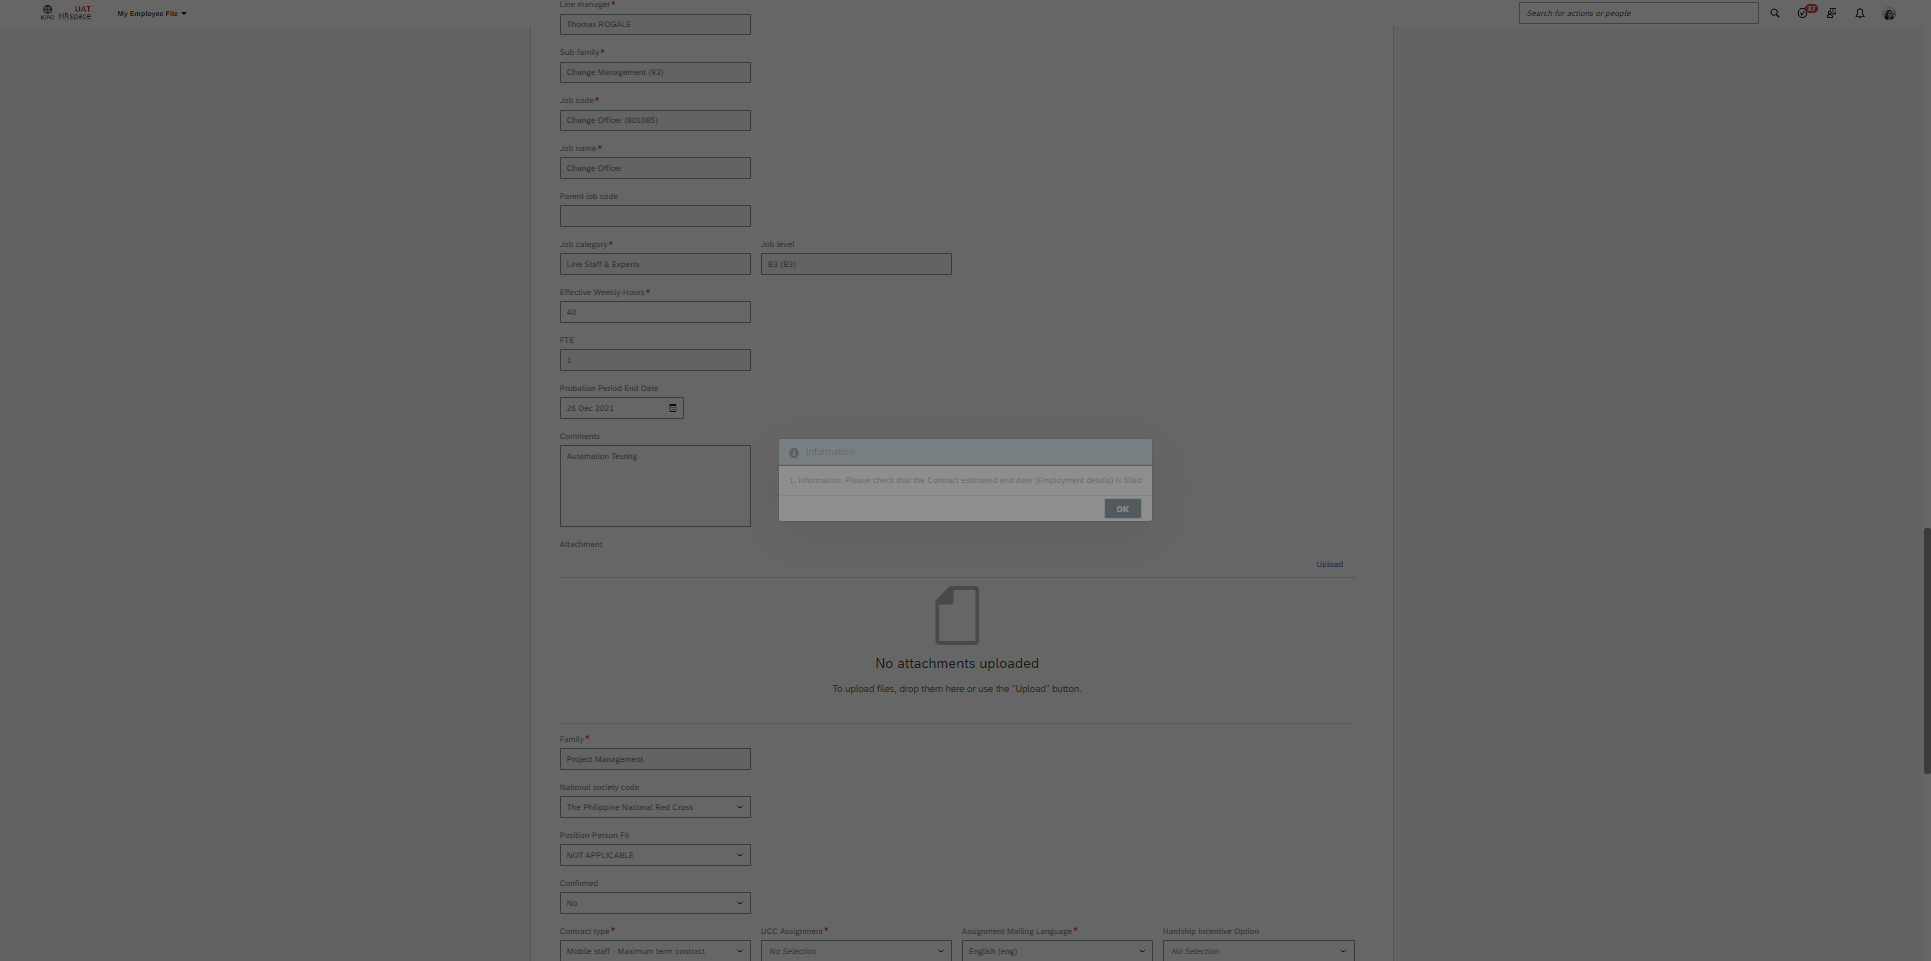 ICRC
UAT
HRspace
My Employee File
Search for actions or people
37
Line manager*
Thomas ROGALE
Sub-family*
Change Management (93)
Job code*
Change Officer (801085)
Job name*
Change Officer
Parent job code
Job category*
Job level
Line Staff & Experts
B3 (B3)
Effective Weekly Hours*
40
FTE
1
Probation Period End Date
26 Dec 2021
Comments
Automation Testing
Information
1. Information: Please check that the Contract estimated end date (Employment details) is filled
OK
Attachment
Upload
No attachments uploaded
To upload files, drop them here or use the "Upload" button.
Family*
Project Management
National society code
The Philippine National Red Cross
Position-Person Fit
NOT APPLICABLE
Confirmed
No
Contract type*
UCC Assignment*
Assignment Mailing Language*
Hardship Incentive Option
Mobile staff - Maximum term contract
No Selection
English (eng)
No Selection